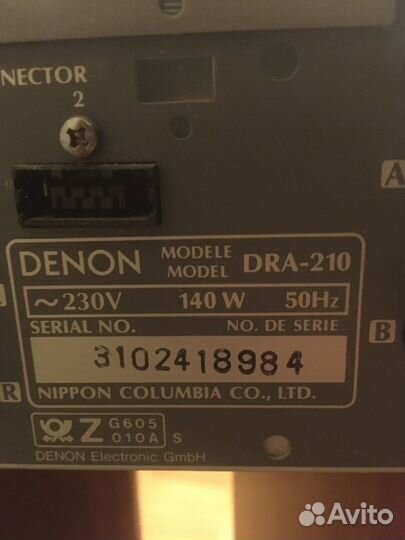 NECTOR
2
A
DENON MODELE MODEL DRA-210
~230V 140 W 50Hz
SERIAL NO. NO. DE SERIE
B
3102418984
R
NIPPON COLUMBIA CO., LTD.
Z G605 010A S
DENON Electronic GmbH
Avito